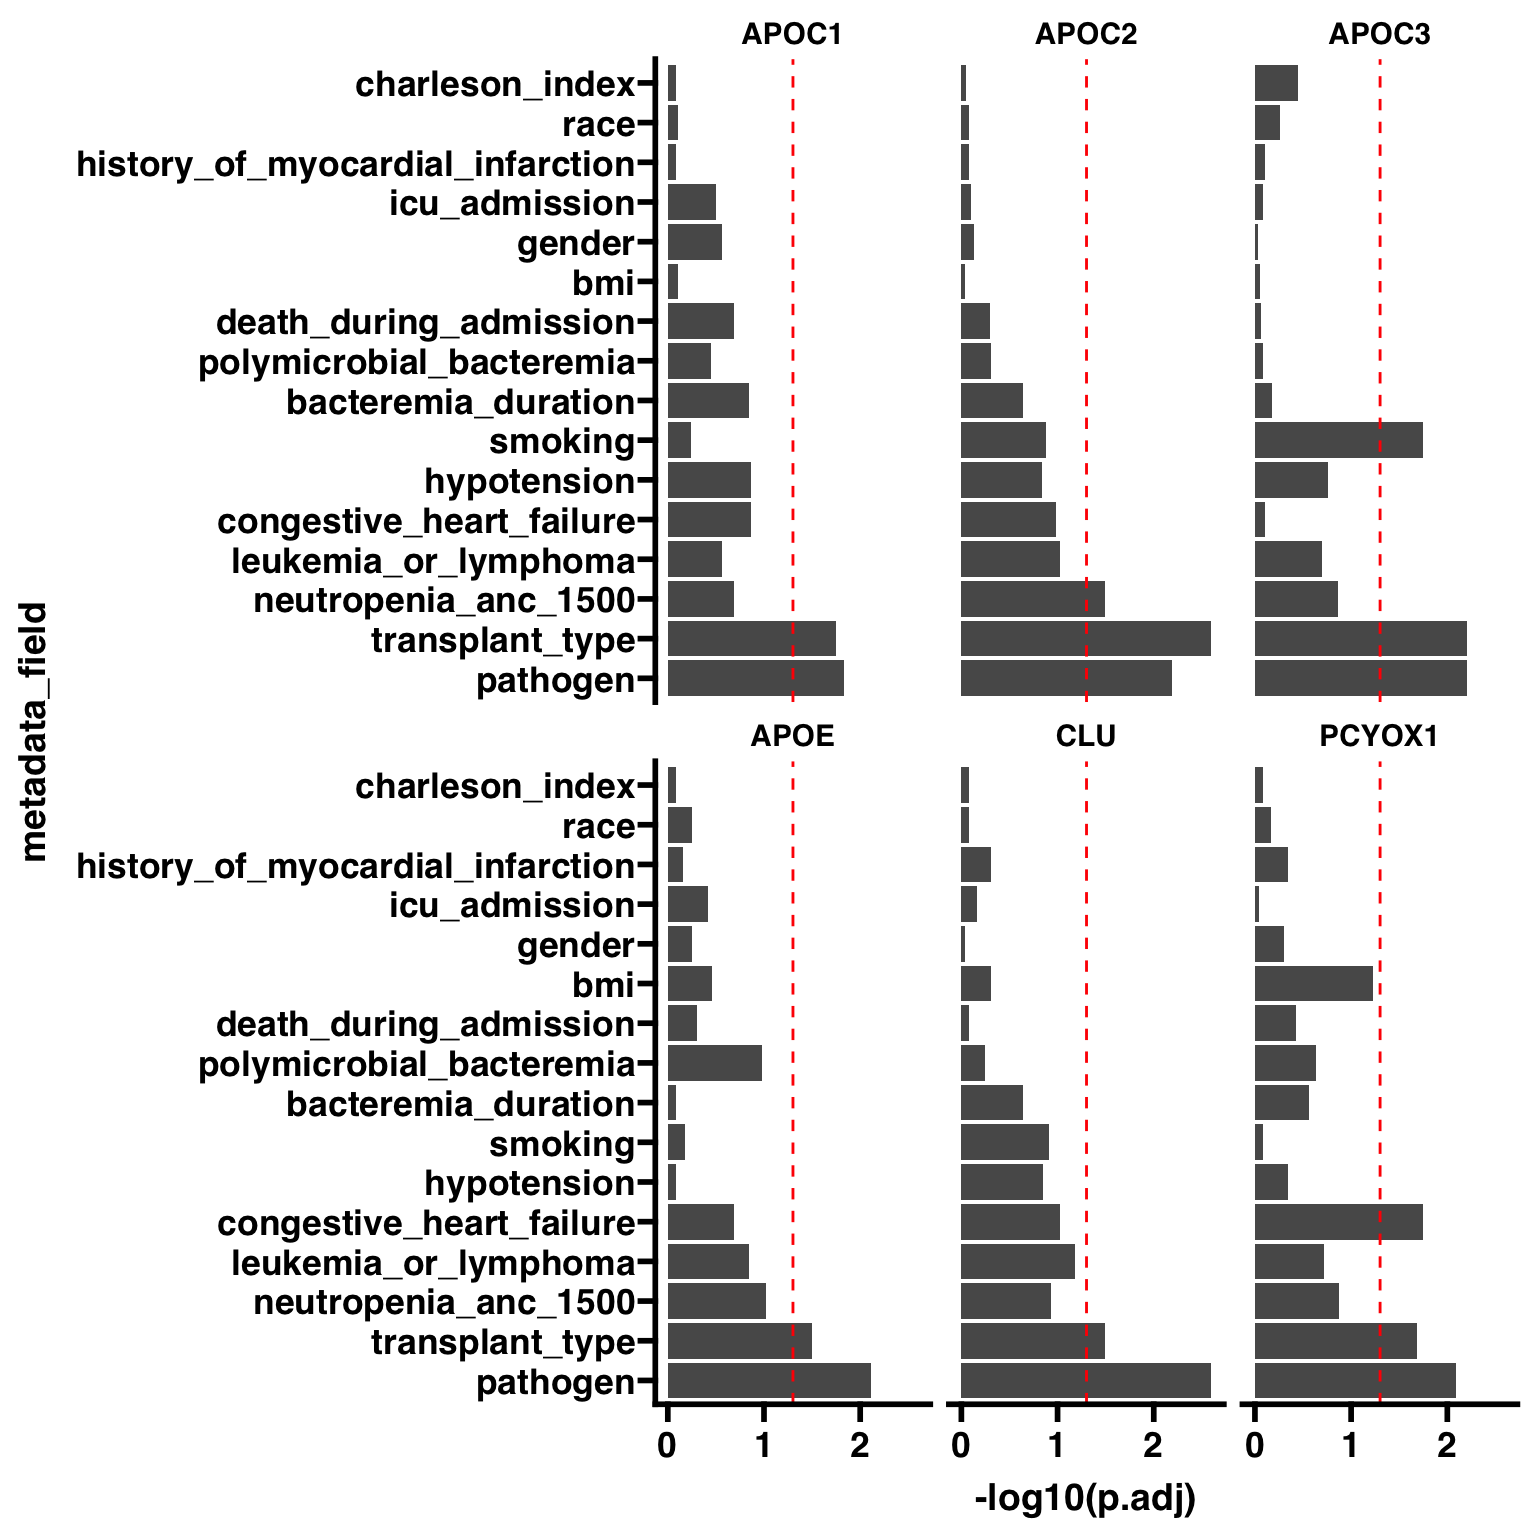 APOC1 APOC2 APOC3
charleson_index
race
history_of_myocardial_infarction
icu_admission
gender
bmi
death_during_admission
polymicrobial_bacteremia
bacteremia_duration
smoking
hypotension
congestive_heart_failure
leukemia_or_lymphoma
neutropenia_anc_1500
transplant_type
pathogen
metadata_field
APOE CLU PCYOX1
charleson_index
race
history_of_myocardial_infarction
icu_admission
gender
bmi
death_during_admission
polymicrobial_bacteremia
bacteremia_duration
smoking
hypotension
congestive_heart_failure
leukemia_or_lymphoma
neutropenia_anc_1500
transplant_type
pathogen
0 1 2 0 1 2 0 1 2
-log10(p.adj)